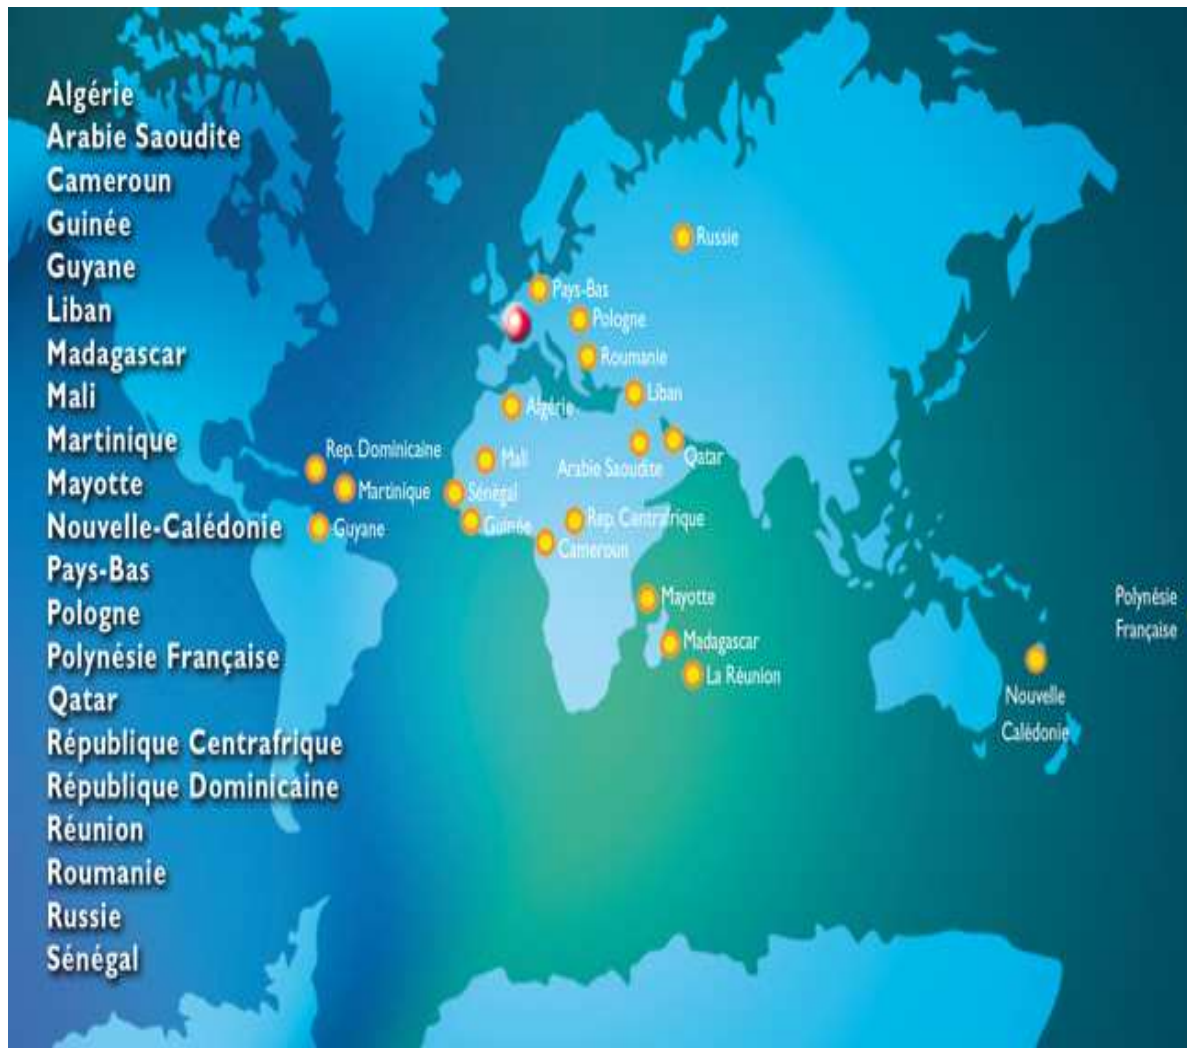 Algérie
Arabie Saoudite
Cameroun
Guinée
Guyane
Liban
Madagascar
Mali
Martinique
Mayotte
Nouvelle-Calédonie
Pays-Bas
Pologne
Polynésie Française
Qatar
République Centrafrique
République Dominicaine
Réunion
Roumanie
Russie
Sénégal
Russie
Pays-Bas
Pologne
Roumanie
Liban
Algérie
Rep. Dominicaine
Mali
Arabie Saoudite
Qatar
Martinique
Sénégal
Guyane
Guinée
Rep. Centrafrique
Cameroun
Mayotte
Madagascar
La Réunion
Polynésie
Française
Nouvelle
Calédonie